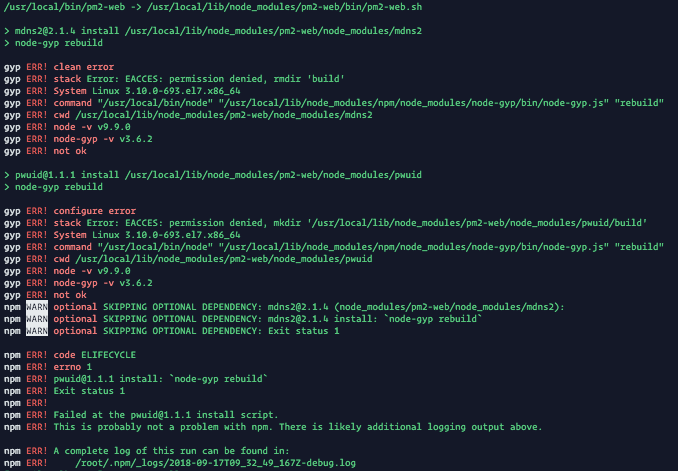 /usr/local/bin/pm2-web -> /usr/local/lib/node_modules/pm2-web/bin/pm2-web.sh
> mdns2@2.1.4 install /usr/local/lib/node_modules/pm2-web/node_modules/mdns2
> node-gyp rebuild
gyp ERR! clean error
gyp ERR! stack Error: EACCES: permission denied, rmdir 'build'
gyp ERR! System Linux 3.10.0-693.el7.x86_64
gyp ERR! command "/usr/local/bin/node" "/usr/local/lib/node_modules/npm/node_modules/node-gyp/bin/node-gyp.js" "rebuild"
gyp ERR! cwd /usr/local/lib/node_modules/pm2-web/node_modules/mdns2
gyp ERR! node -v v9.9.0
gyp ERR! node-gyp -v v3.6.2
gyp ERR! not ok
> pwuid@1.1.1 install /usr/local/lib/node_modules/pm2-web/node_modules/pwuid
> node-gyp rebuild
gyp ERR! configure error
gyp ERR! stack Error: EACCES: permission denied, mkdir '/usr/local/lib/node_modules/pm2-web/node_modules/pwuid/build'
gyp ERR! System Linux 3.10.0-693.el7.x86_64
gyp ERR! command "/usr/local/bin/node" "/usr/local/lib/node_modules/npm/node_modules/node-gyp/bin/node-gyp.js" "rebuild"
gyp ERR! cwd /usr/local/lib/node_modules/pm2-web/node_modules/pwuid
gyp ERR! node -v v9.9.0
gyp ERR! node-gyp -v v3.6.2
gyp ERR! not ok
npm WARN optional SKIPPING OPTIONAL DEPENDENCY: mdns2@2.1.4 (node_modules/pm2-web/node_modules/mdns2):
npm WARN optional SKIPPING OPTIONAL DEPENDENCY: mdns2@2.1.4 install: `node-gyp rebuild`
npm WARN optional SKIPPING OPTIONAL DEPENDENCY: Exit status 1
npm ERR! code ELIFECYCLE
npm ERR! errno 1
npm ERR! pwuid@1.1.1 install: `node-gyp rebuild`
npm ERR! Exit status 1
npm ERR!
npm ERR! Failed at the pwuid@1.1.1 install script.
npm ERR! This is probably not a problem with npm. There is likely additional logging output above.
npm ERR! A complete log of this run can be found in:
npm ERR!     /root/.npm/_logs/2018-09-17T09_32_49_167Z-debug.log